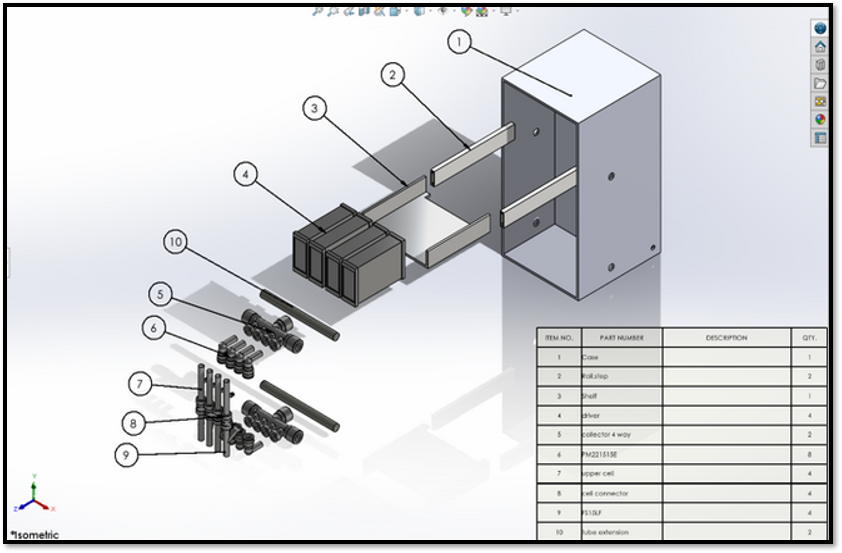 1
2
3
4
10
5
6
7
8
9
ITEM NO. PART NUMBER DESCRIPTION QTY.
1 Case 1
2 Rail.step 2
3 Shelf 1
4 driver 4
5 collector 4 way 2
6 PM221515E 8
7 upper cell 4
8 cell connector 4
9 FS15LF 4
10 tube extension 2
Y
Z X
*Isometric